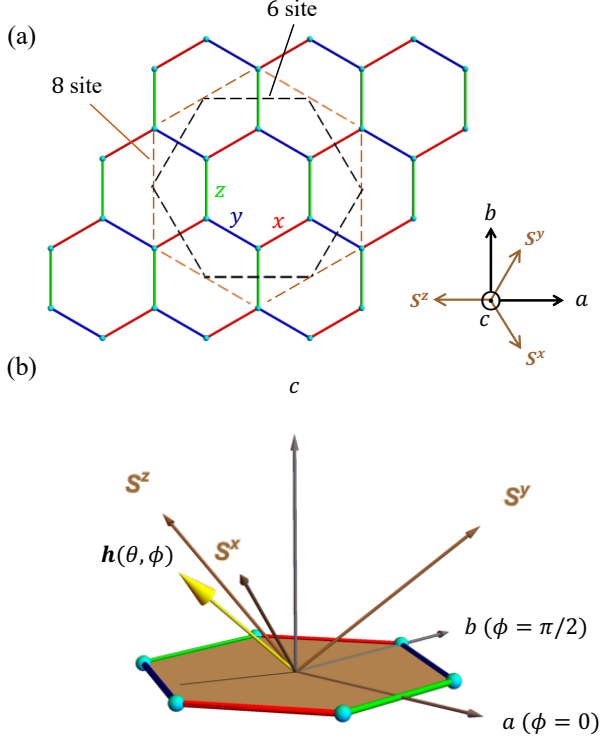 (a)
6 site
8 site
z
y
x
b
S^y
S^z
c
a
S^x
(b)
c
S^z
S^y
S^x
h(θ, ϕ)
b (ϕ = π/2)
a (ϕ = 0)